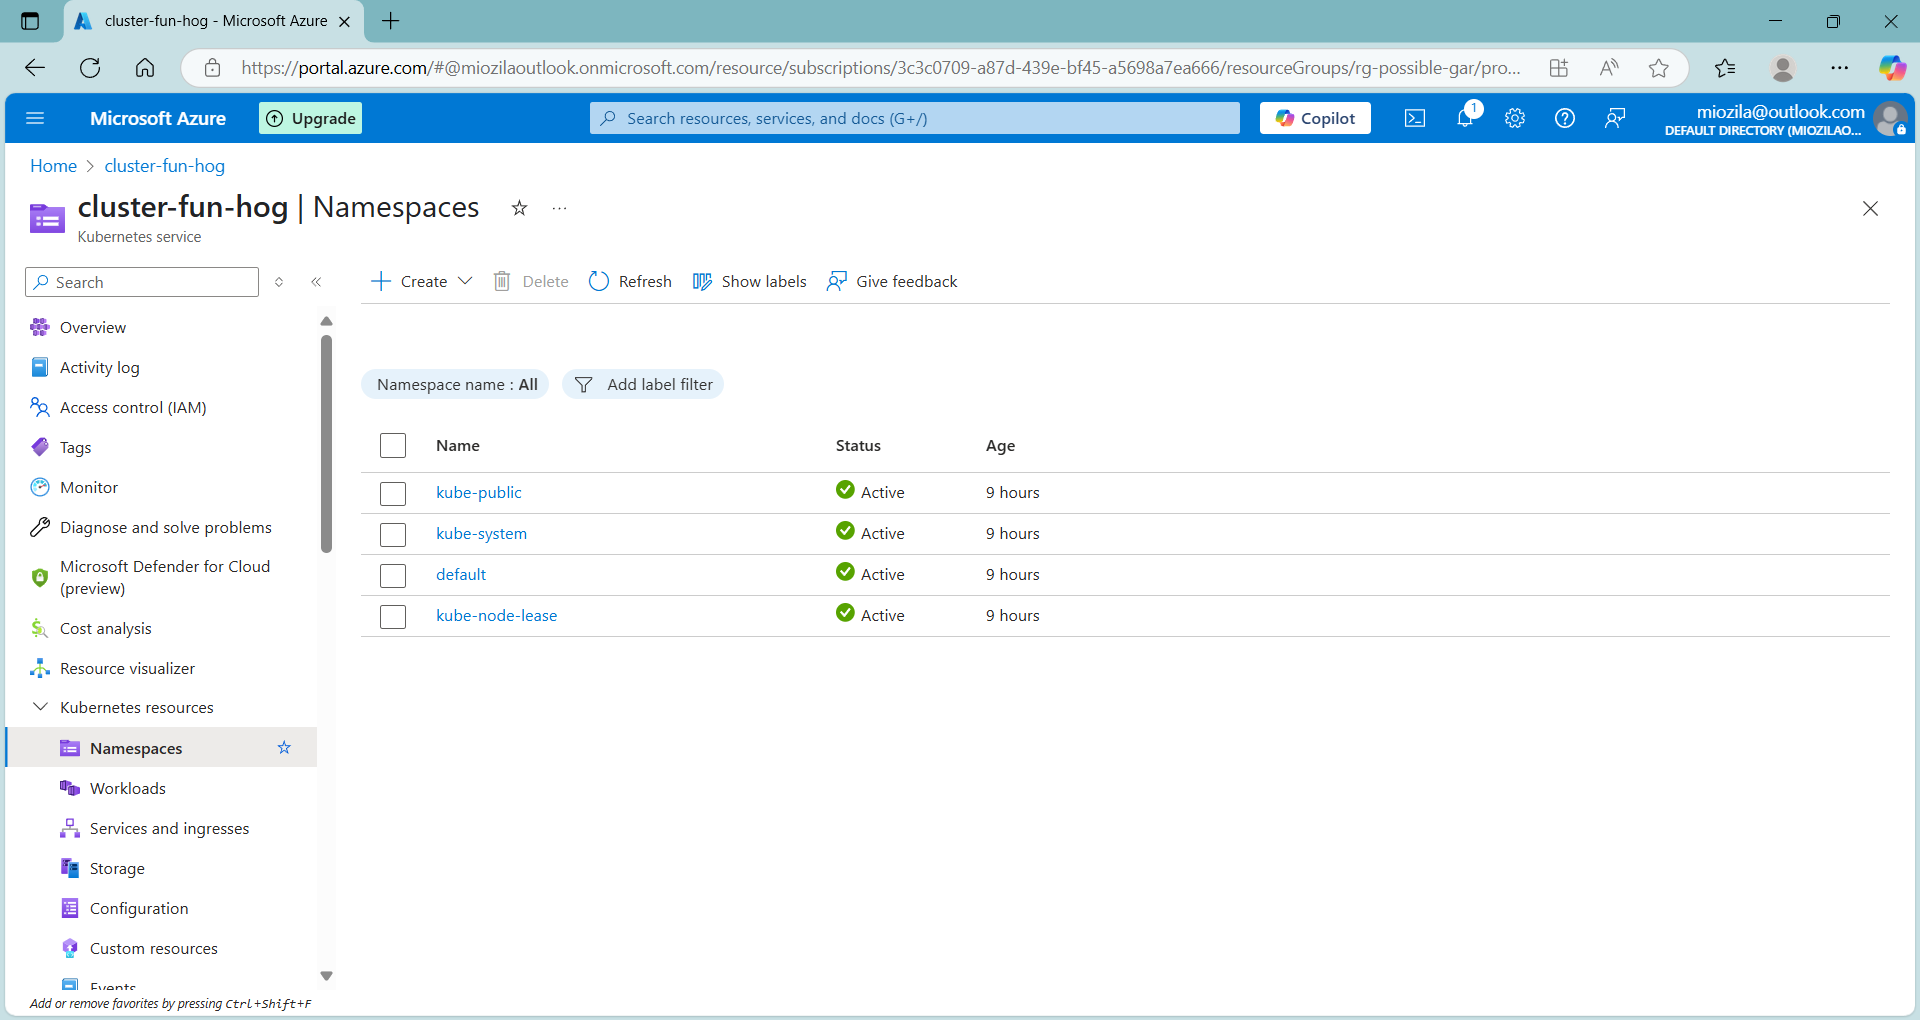 cluster-fun-hog - Microsoft Azure
https://portal.azure.com/#@miozilaoutlook.onmicrosoft.com/resource/subscriptions/3c3c0709-a87d-439e-bf45-a5698a7ea666/resourceGroups/rg-possible-gar/pro...
Microsoft Azure
Upgrade
Search resources, services, and docs (G+/)
Copilot
1
miozila@outlook.com
DEFAULT DIRECTORY (MIOZILAO...
Home > cluster-fun-hog
cluster-fun-hog | Namespaces
Kubernetes service
Search
Create
Delete
Refresh
Show labels
Give feedback
Overview
Activity log
Access control (IAM)
Tags
Monitor
Diagnose and solve problems
Microsoft Defender for Cloud
(preview)
Cost analysis
Resource visualizer
Kubernetes resources
Namespaces
Workloads
Services and ingresses
Storage
Configuration
Custom resources
Events
Add or remove favorites by pressing Ctrl+Shift+F
Namespace name : All
Add label filter
Name Status Age
kube-public Active 9 hours
kube-system Active 9 hours
default Active 9 hours
kube-node-lease Active 9 hours